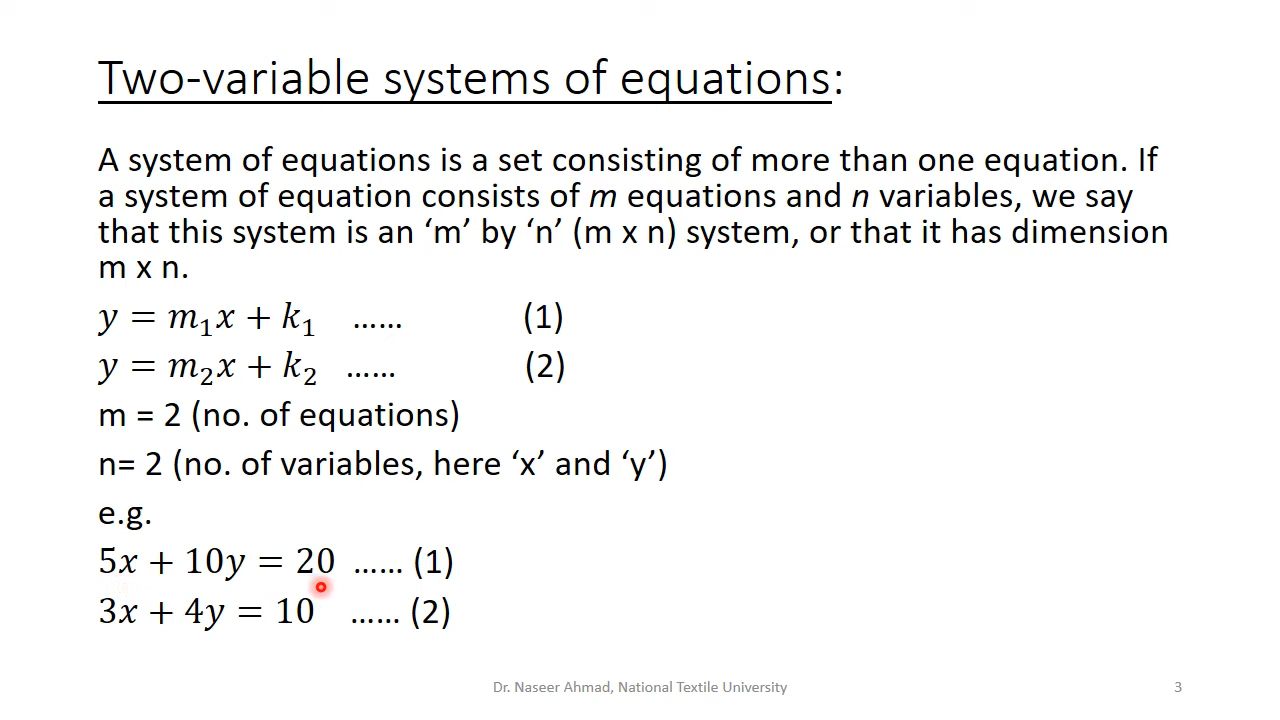 Two-variable systems of equations:
A system of equations is a set consisting of more than one equation. If
a system of equation consists of m equations and n variables, we say
that this system is an ‘m’ by ‘n’ (m x n) system, or that it has dimension
m x n.
y = m₁x + k₁ …… (1)
y = m₂x + k₂ …… (2)
m = 2 (no. of equations)
n= 2 (no. of variables, here ‘x’ and ‘y’)
e.g.
5x + 10y = 20 …… (1)
3x + 4y = 10 …… (2)
Dr. Naseer Ahmad, National Textile University 3